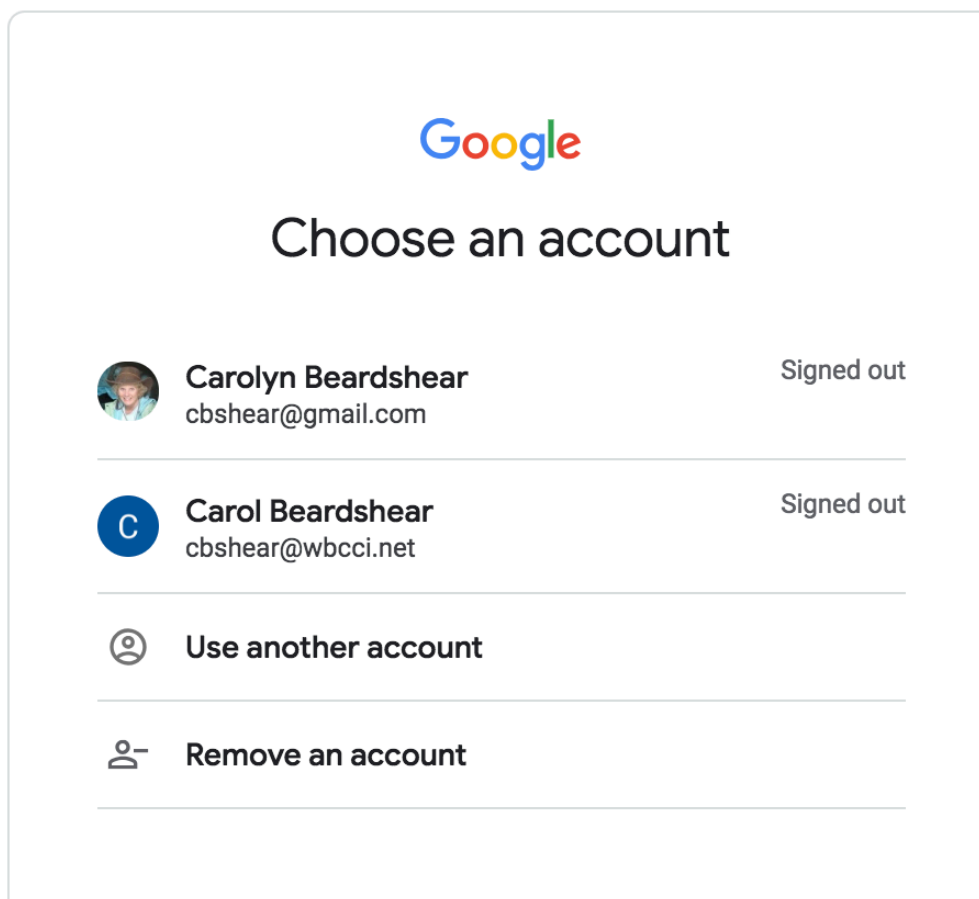 Google
Choose an account
Carolyn Beardshear
Signed out
cbshear@gmail.com
Carol Beardshear
Signed out
cbshear@wbcci.net
C
Use another account
Remove an account